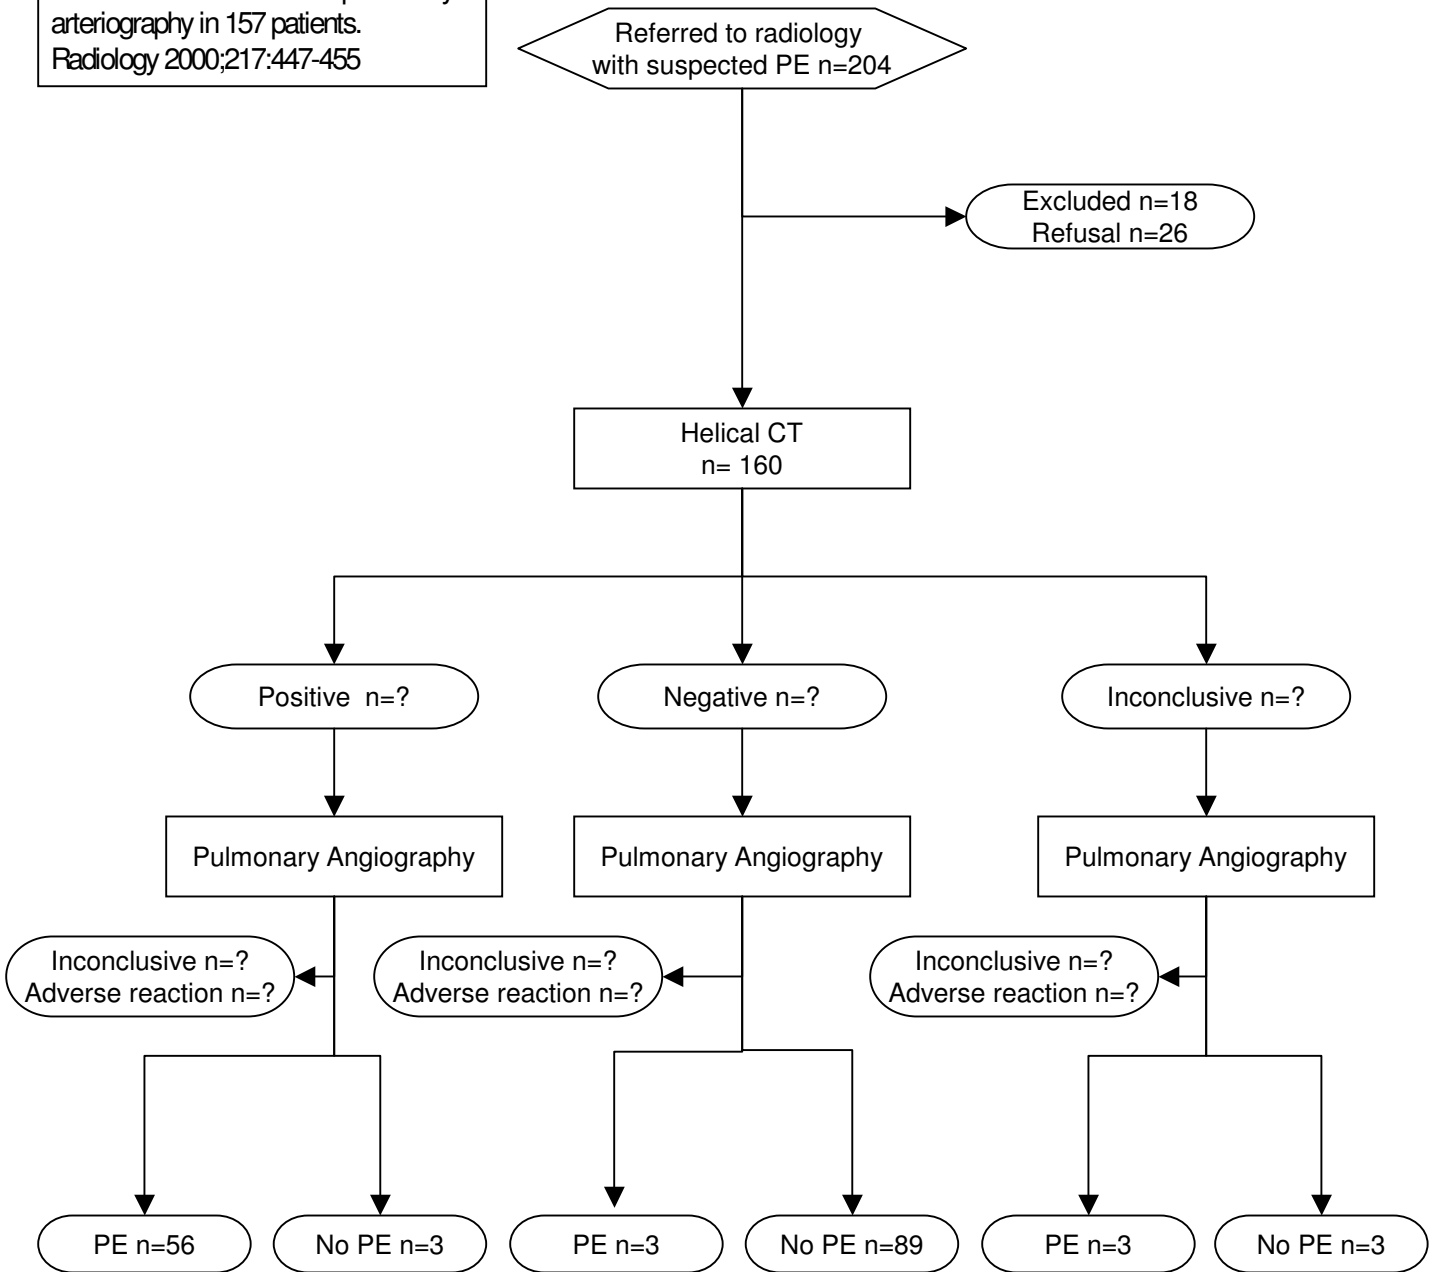 arteriography in 157 patients.
Radiology 2000;217:447-455
Referred to radiology
with suspected PE n=204
Excluded n=18
Refusal n=26
Helical CT
n= 160
Positive n=?
Negative n=?
Inconclusive n=?
Pulmonary Angiography
Pulmonary Angiography
Pulmonary Angiography
Inconclusive n=?
Adverse reaction n=?
Inconclusive n=?
Adverse reaction n=?
Inconclusive n=?
Adverse reaction n=?
PE n=56
No PE n=3
PE n=3
No PE n=89
PE n=3
No PE n=3